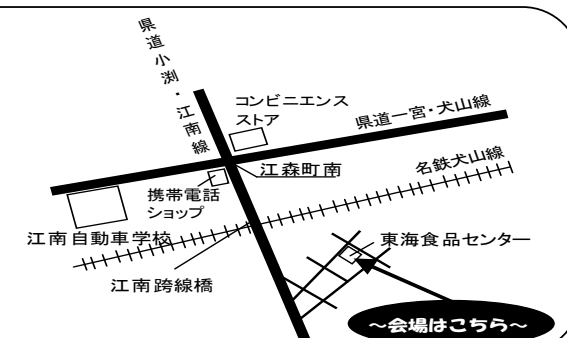 県道小渕・江南線
コンビニエンス
ストア
県道一宮・犬山線
江森町南
名鉄犬山線
携帯電話
ショップ
江南自動車学校
東海食品センター
江南跨線橋
～会場はこちら～